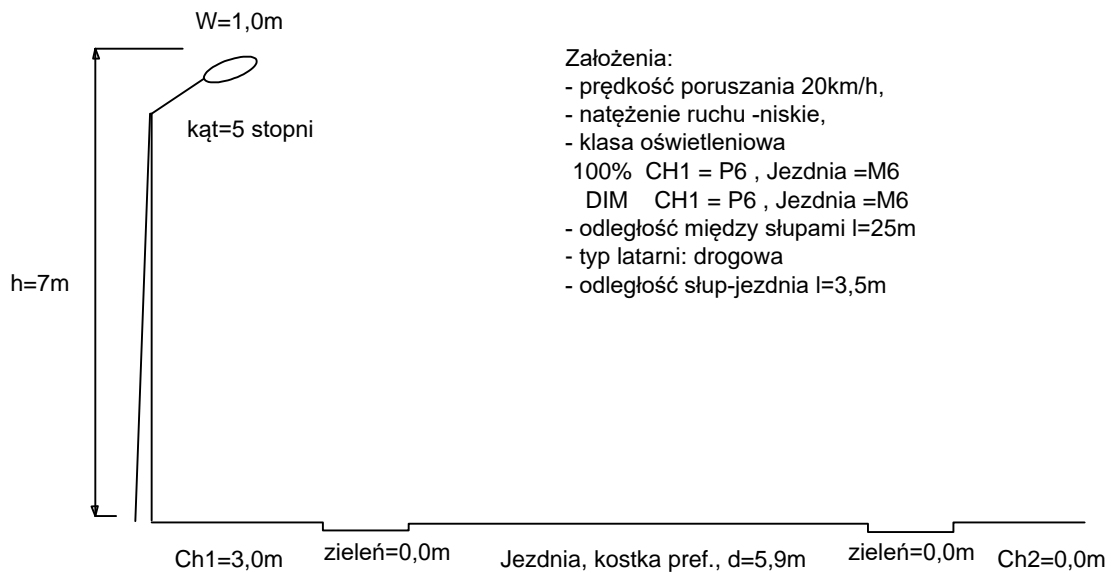 W=1,0m
kąt=5 stopni
h=7m
Założenia:
- prędkość poruszania 20km/h,
- natężenie ruchu -niskie,
- klasa oświetleniowa
100% CH1 = P6 , Jezdnia =M6
DIM CH1 = P6 , Jezdnia =M6
- odległość między słupami l=25m
- typ latarni: drogowa
- odległość słup-jezdnia l=3,5m
Ch1=3,0m zieleń=0,0m Jezdnia, kostka pref., d=5,9m zieleń=0,0m Ch2=0,0m